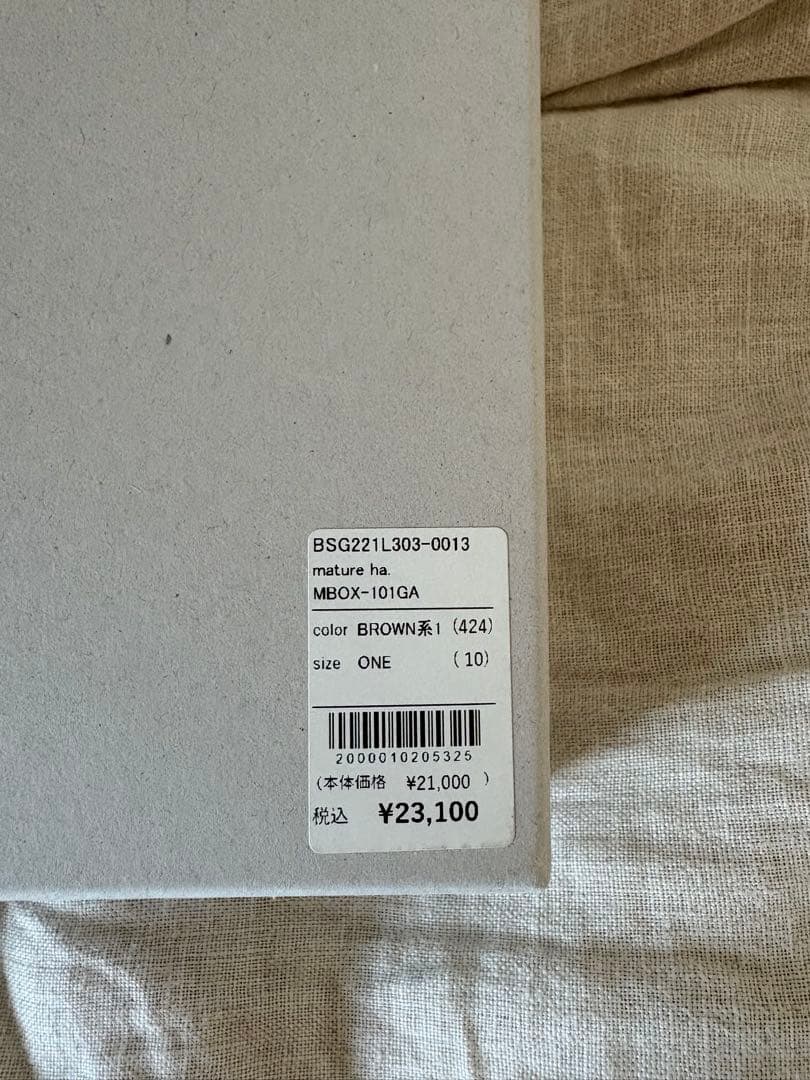 BSG221L303-0013
mature ha.
MBOX-101GA
color BROWN系1 (424)
size ONE ( 10)
2000010205325
(本体価格 ¥21,000 )
税込 ¥23,100